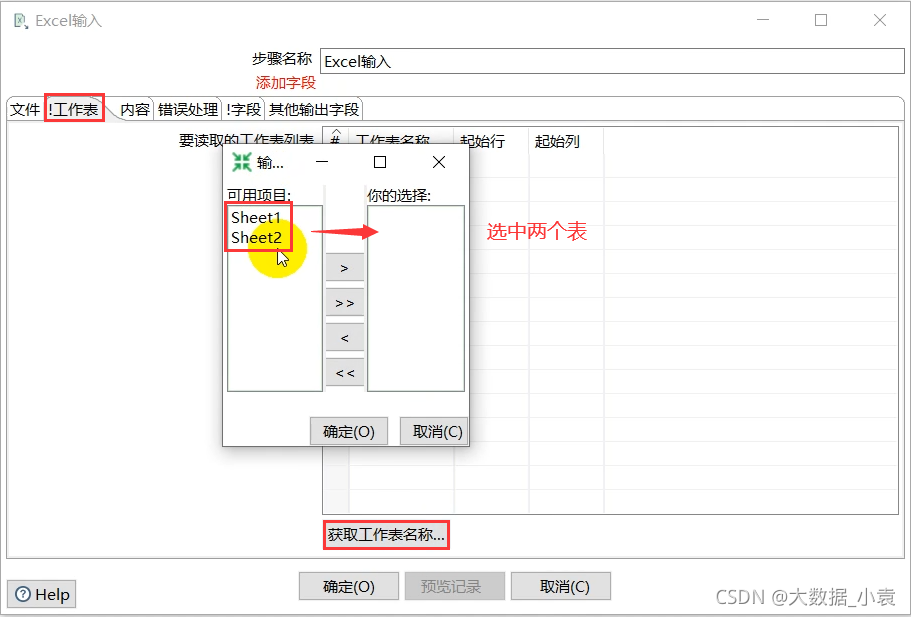 Excel输入
步骤名称 Excel输入
添加字段
文件 !工作表 内容 错误处理 !字段 其他输出字段
要读取的工作表列表 # 工作表名称 起始行 起始列
输...
可用项目: 你的选择:
Sheet1
Sheet2
选中两个表
>
>>
<
<<
确定(O) 取消(C)
获取工作表名称...
Help 确定(O) 预览记录 取消(C)
CSDN @大数据_小袁